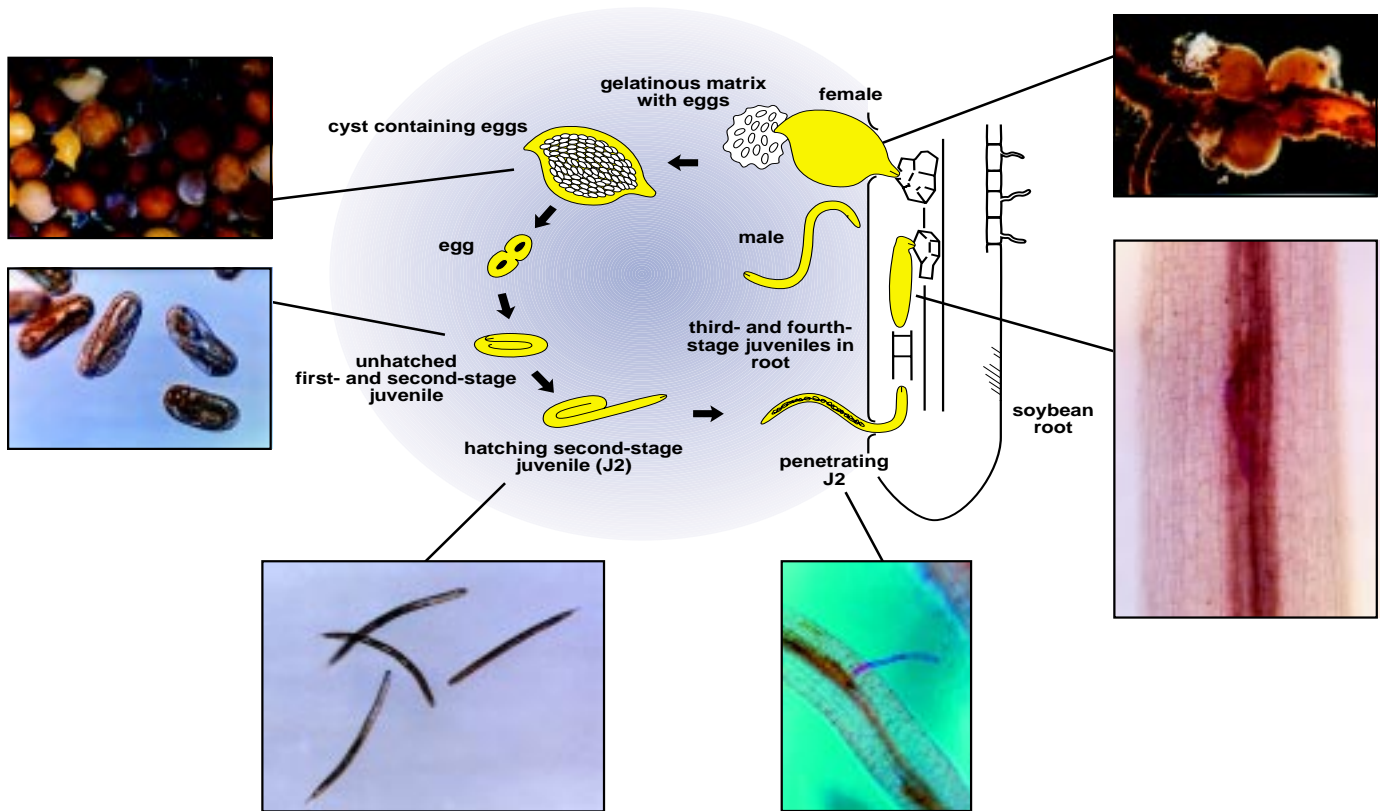 gelatinous matrix
with eggs
female
cyst containing eggs
egg
male
unhatched
first- and second-stage
juvenile
third- and fourth-
stage juveniles in
root
hatching second-stage
juvenile (J2)
penetrating
J2
soybean
root